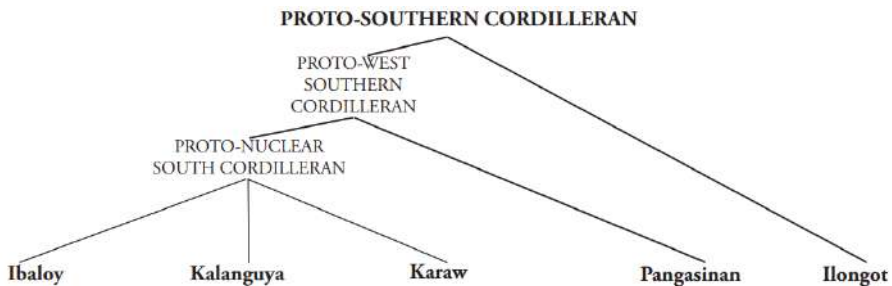 PROTO-SOUTHERN CORDILLERAN
PROTO-WEST
SOUTHERN
CORDILLERAN
PROTO-NUCLEAR
SOUTH CORDILLERAN
Ibaloy Kalanguya Karaw Pangasinan Ilongot